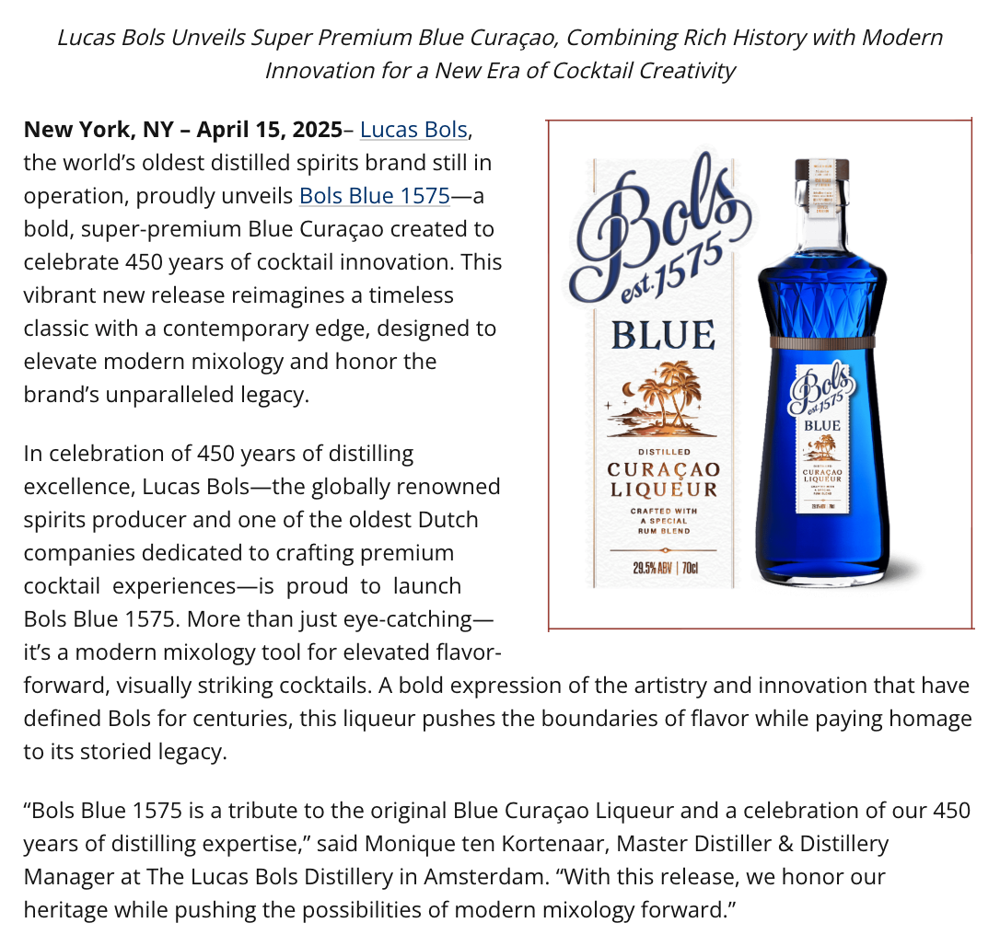 Lucas Bols Unveils Super Premium Blue Curaçao, Combining Rich History with Modern
Innovation for a New Era of Cocktail Creativity
New York, NY – April 15, 2025– Lucas Bols,
the world’s oldest distilled spirits brand still in
operation, proudly unveils Bols Blue 1575—a
bold, super-premium Blue Curaçao created to
celebrate 450 years of cocktail innovation. This
vibrant new release reimagines a timeless
classic with a contemporary edge, designed to
elevate modern mixology and honor the
brand’s unparalleled legacy.
In celebration of 450 years of distilling
excellence, Lucas Bols—the globally renowned
spirits producer and one of the oldest Dutch
companies dedicated to crafting premium
cocktail experiences—is proud to launch
Bols Blue 1575. More than just eye-catching—
it’s a modern mixology tool for elevated flavor-
forward, visually striking cocktails. A bold expression of the artistry and innovation that have
defined Bols for centuries, this liqueur pushes the boundaries of flavor while paying homage
to its storied legacy.
“Bols Blue 1575 is a tribute to the original Blue Curaçao Liqueur and a celebration of our 450
years of distilling expertise,” said Monique ten Kortenaar, Master Distiller & Distillery
Manager at The Lucas Bols Distillery in Amsterdam. “With this release, we honor our
heritage while pushing the possibilities of modern mixology forward.”
Bols
est.1575
BLUE
DISTILLED
CURAÇAO
LIQUEUR
CRAFTED WITH
A SPECIAL
RUM BLEND
29.5% ABV | 70cl
Bols
est.1575
BLUE
DISTILLED
CURAÇAO
LIQUEUR
CRAFTED WITH
A SPECIAL
RUM BLEND
29.5% ABV | 70cl